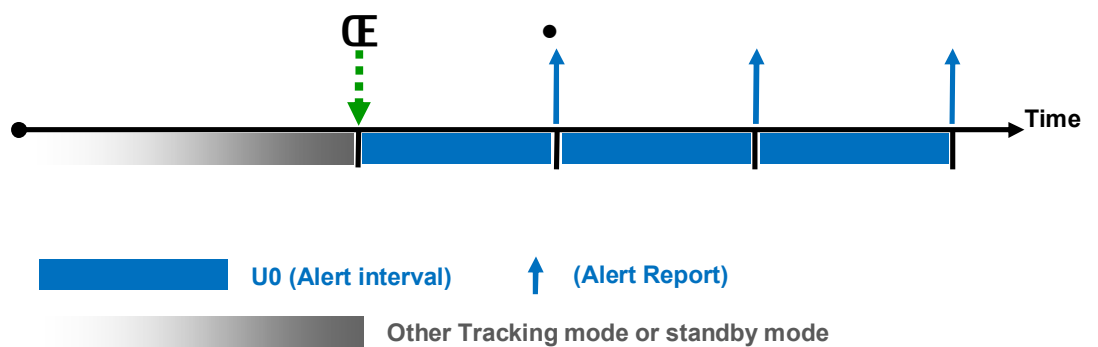 Œ •
Time
U0 (Alert interval) (Alert Report)
Other Tracking mode or standby mode